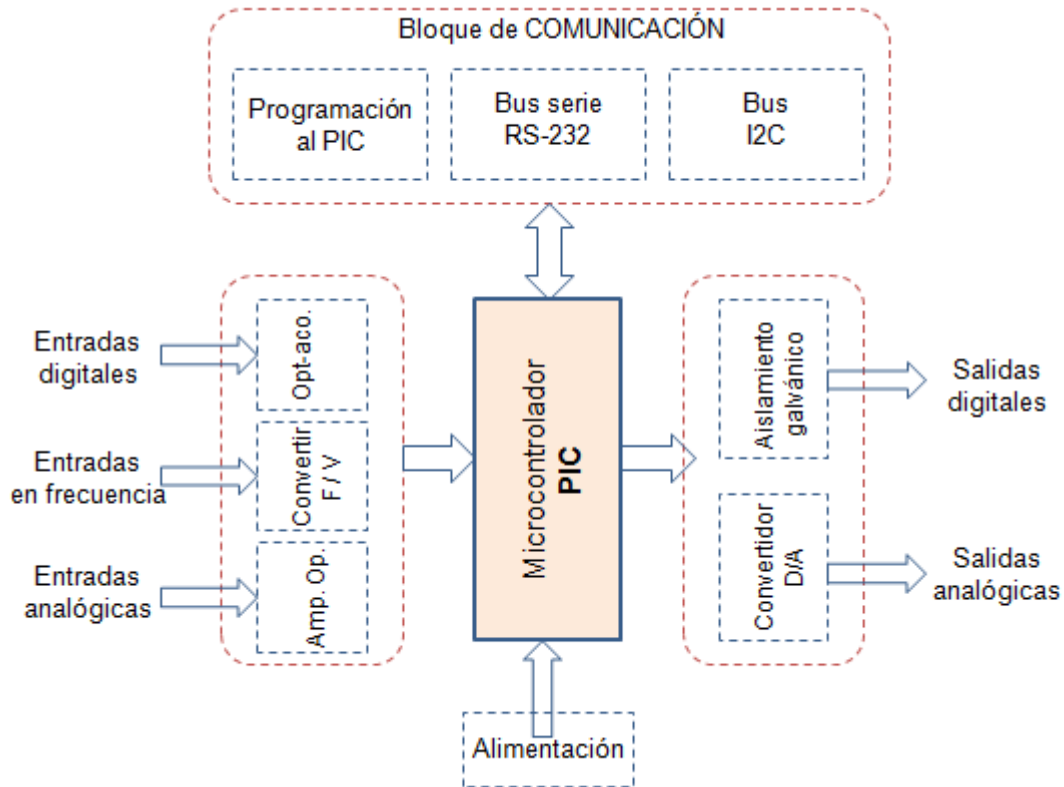 Bloque de COMUNICACIÓN
Programación
al PIC
Bus serie
RS-232
Bus
I2C
Entradas
digitales
Opt-aco.
Entradas
en frecuencia
Convertir
F / V
Entradas
analógicas
Amp. Op.
Microcontrolador
PIC
Aislamiento
galvánico
Salidas
digitales
Convertidor
D/A
Salidas
analógicas
Alimentación